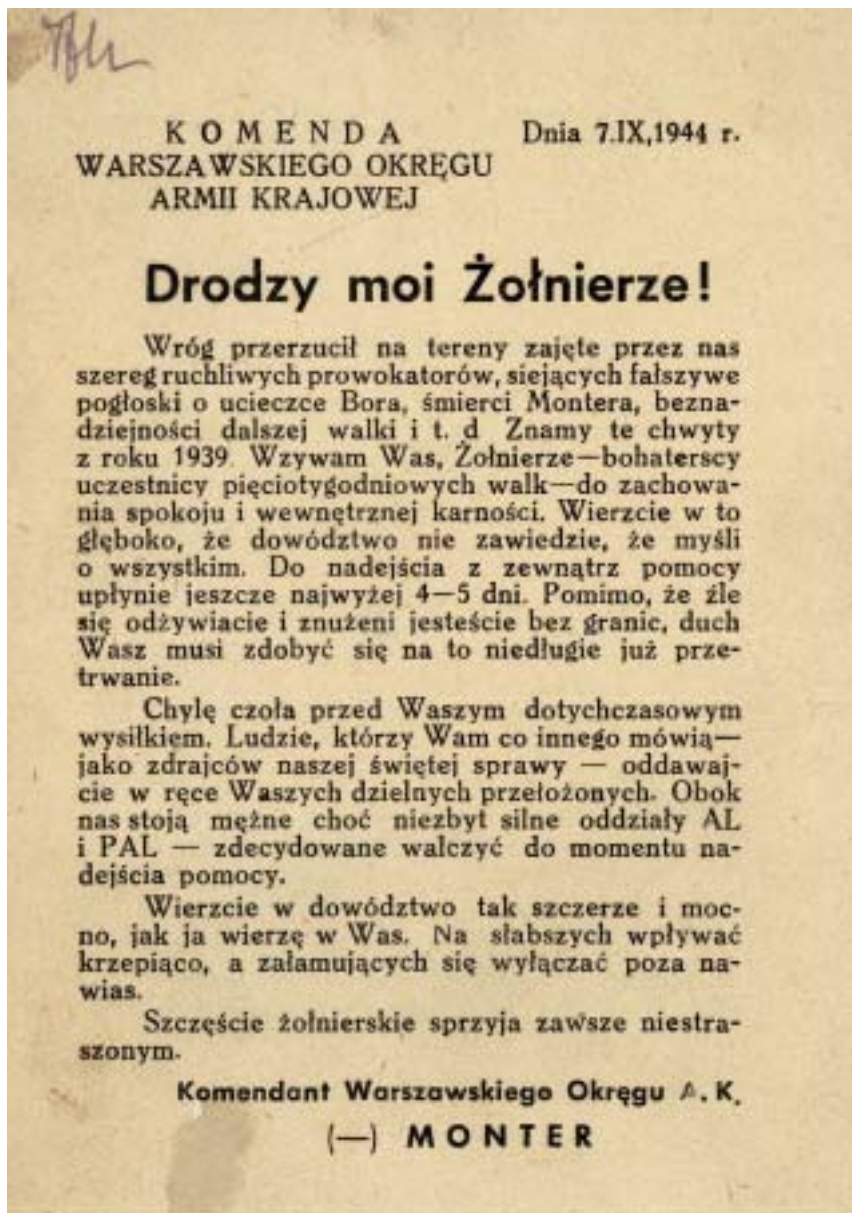 KOMENDA Dnia 7.IX,1944 r.
WARSZAWSKIEGO OKRĘGU
ARMII KRAJOWEJ
Drodzy moi Żołnierze!
Wróg przerzucił na tereny zajęte przez nas
szereg ruchliwych prowokatorów, siejących fałszywe
pogłoski o ucieczce Bora, śmierci Montera, bezna-
dziejności dalszej walki i t. d Znamy te chwyty
z roku 1939 Wzywam Was, Żołnierze—bohaterscy
uczestnicy pięciotygodniowych walk—do zachowa-
nia spokoju i wewnętrznej karności. Wierzcie w to
głęboko, że dowództwo nie zawiedzie, że myśli
o wszystkim. Do nadejścia z zewnątrz pomocy
upłynie jeszcze najwyżej 4—5 dni. Pomimo, że źle
się odżywiacie i znużeni jesteście bez granic, duch
Wasz musi zdobyć się na to niedługie już prze-
trwanie.
Chylę czoła przed Waszym dotychczasowym
wysiłkiem. Ludzie, którzy Wam co innego mówią—
jako zdrajców naszej świętej sprawy — oddawaj-
cie w ręce Waszych dzielnych przełożonych. Obok
nas stoją mężne choć niezbyt silne oddziały AL
i PAL — zdecydowane walczyć do momentu na-
dejścia pomocy.
Wierzcie w dowództwo tak szczerze i moc-
no, jak ja wierzę w Was. Na słabszych wpływać
krzepiąco, a załamujących się wyłączać poza na-
wias.
Szczęście żołnierskie sprzyja zawsze niestra-
szonym.
Komendant Warszawskiego Okręgu A. K.
(—) MONTER